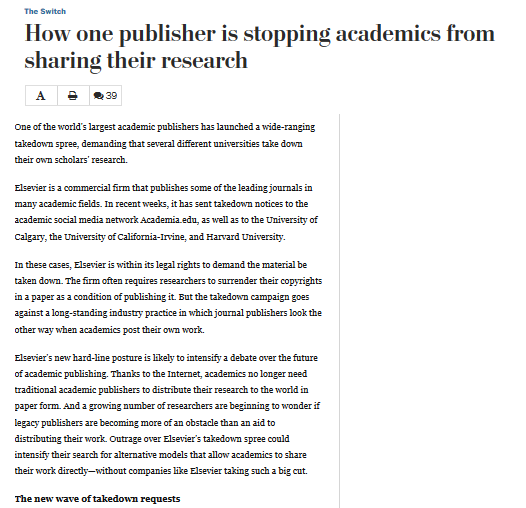 The Switch
How one publisher is stopping academics from
sharing their research
A
39
One of the world's largest academic publishers has launched a wide-ranging
takedown spree, demanding that several different universities take down
their own scholars' research.
Elsevier is a commercial firm that publishes some of the leading journals in
many academic fields. In recent weeks, it has sent takedown notices to the
academic social media network Academia.edu, as well as to the University of
Calgary, the University of California-Irvine, and Harvard University.
In these cases, Elsevier is within its legal rights to demand the material be
taken down. The firm often requires researchers to surrender their copyrights
in a paper as a condition of publishing it. But the takedown campaign goes
against a long-standing industry practice in which journal publishers look the
other way when academics post their own work.
Elsevier's new hard-line posture is likely to intensify a debate over the future
of academic publishing. Thanks to the Internet, academics no longer need
traditional academic publishers to distribute their research to the world in
paper form. And a growing number of researchers are beginning to wonder if
legacy publishers are becoming more of an obstacle than an aid to
distributing their work. Outrage over Elsevier's takedown spree could
intensify their search for alternative models that allow academics to share
their work directly—without companies like Elsevier taking such a big cut.
The new wave of takedown requests